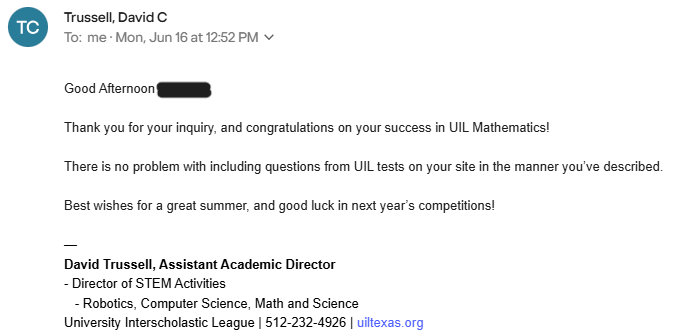 TC
Trussell, David C
To: me · Mon, Jun 16 at 12:52 PM
Good Afternoon
Thank you for your inquiry, and congratulations on your success in UIL Mathematics!
There is no problem with including questions from UIL tests on your site in the manner you've described.
Best wishes for a great summer, and good luck in next year's competitions!
—
David Trussell, Assistant Academic Director
- Director of STEM Activities
- Robotics, Computer Science, Math and Science
University Interscholastic League | 512-232-4926 | uiltexas.org